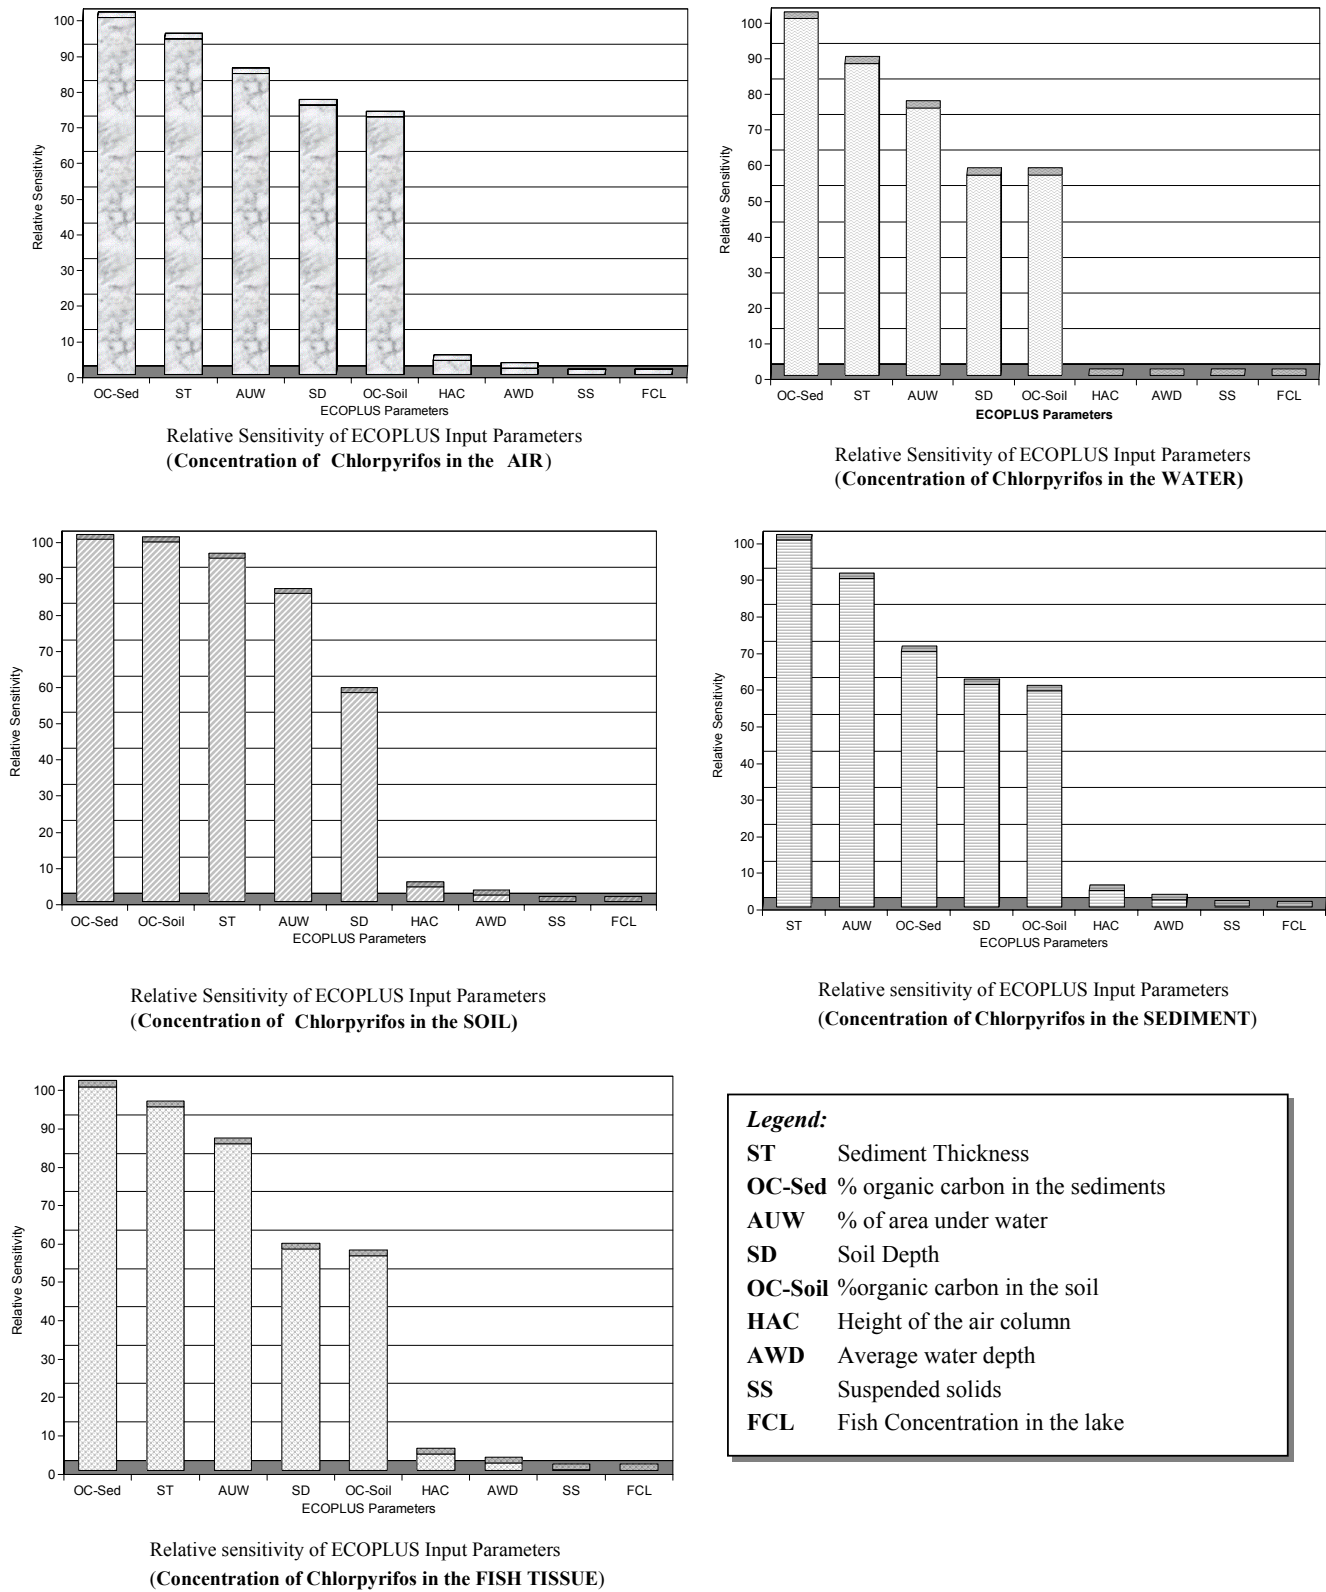 100
90
80
70
60
50
40
30
20
10
0
Relative Sensitivity
OC-Sed ST AUW SD OC-Soil HAC AWD SS FCL
ECOPLUS Parameters
Relative Sensitivity of ECOPLUS Input Parameters
(Concentration of Chlorpyrifos in the AIR)
100
90
80
70
60
50
40
30
20
10
0
Relative Sensitivity
OC-Sed ST AUW SD OC-Soil HAC AWD SS FCL
ECOPLUS Parameters
Relative Sensitivity of ECOPLUS Input Parameters
(Concentration of Chlorpyrifos in the WATER)
100
90
80
70
60
50
40
30
20
10
0
Relative Sensitivity
OC-Sed OC-Soil ST AUW SD HAC AWD SS FCL
ECOPLUS Parameters
Relative Sensitivity of ECOPLUS Input Parameters
(Concentration of Chlorpyrifos in the SOIL)
100
90
80
70
60
50
40
30
20
10
0
Relative Sensitivity
ST AUW OC-Sed SD OC-Soil HAC AWD SS FCL
ECOPLUS Parameters
Relative sensitivity of ECOPLUS Input Parameters
(Concentration of Chlorpyrifos in the SEDIMENT)
100
90
80
70
60
50
40
30
20
10
0
Relative Sensitivity
OC-Sed ST AUW SD OC-Soil HAC AWD SS FCL
ECOPLUS Parameters
Relative sensitivity of ECOPLUS Input Parameters
(Concentration of Chlorpyrifos in the FISH TISSUE)
Legend:
ST Sediment Thickness
OC-Sed % organic carbon in the sediments
AUW % of area under water
SD Soil Depth
OC-Soil %organic carbon in the soil
HAC Height of the air column
AWD Average water depth
SS Suspended solids
FCL Fish Concentration in the lake